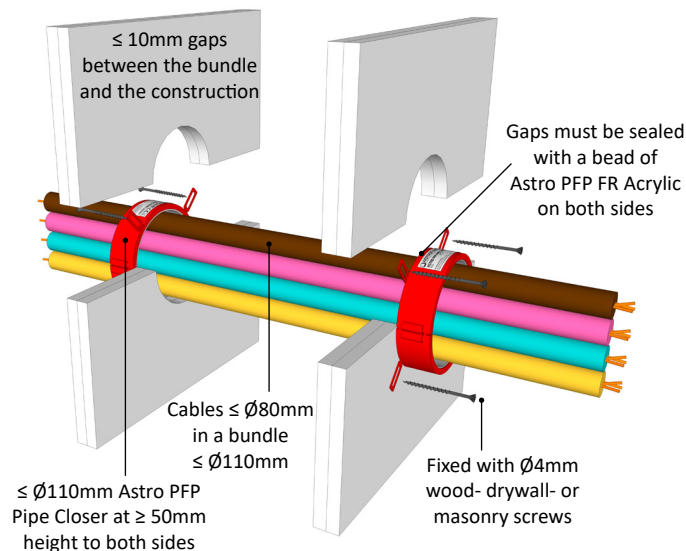 ≤ 10mm gaps
between the bundle
and the construction
Gaps must be sealed
with a bead of
Astro PFP FR Acrylic
on both sides
Cables ≤ Ø80mm
in a bundle
≤ Ø110mm
≤ Ø110mm Astro PFP
Pipe Closer at ≥ 50mm
height to both sides
Fixed with Ø4mm
wood- drywall- or
masonry screws